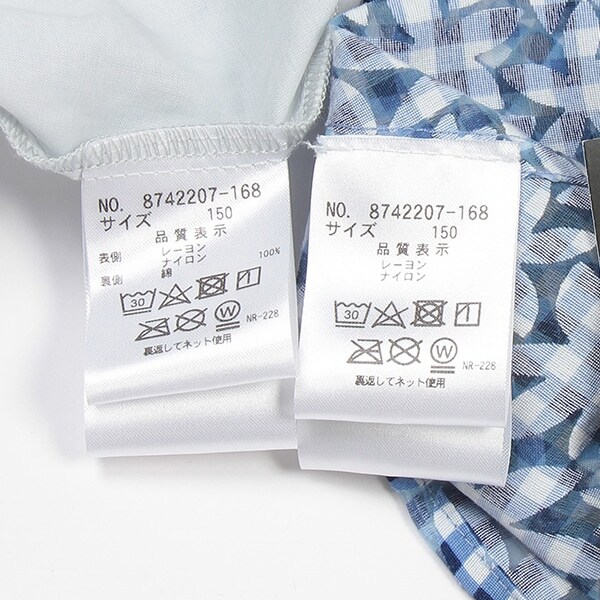 NO. 8742207-168
サイズ 150
品質表示
表側 レーヨン
ナイロン
裏側 綿 100%
30
W
NR-228
裏返してネット使用
NO. 8742207-168
サイズ 150
品質表示
レーヨン
ナイロン
30
W
NR-228
裏返してネット使用